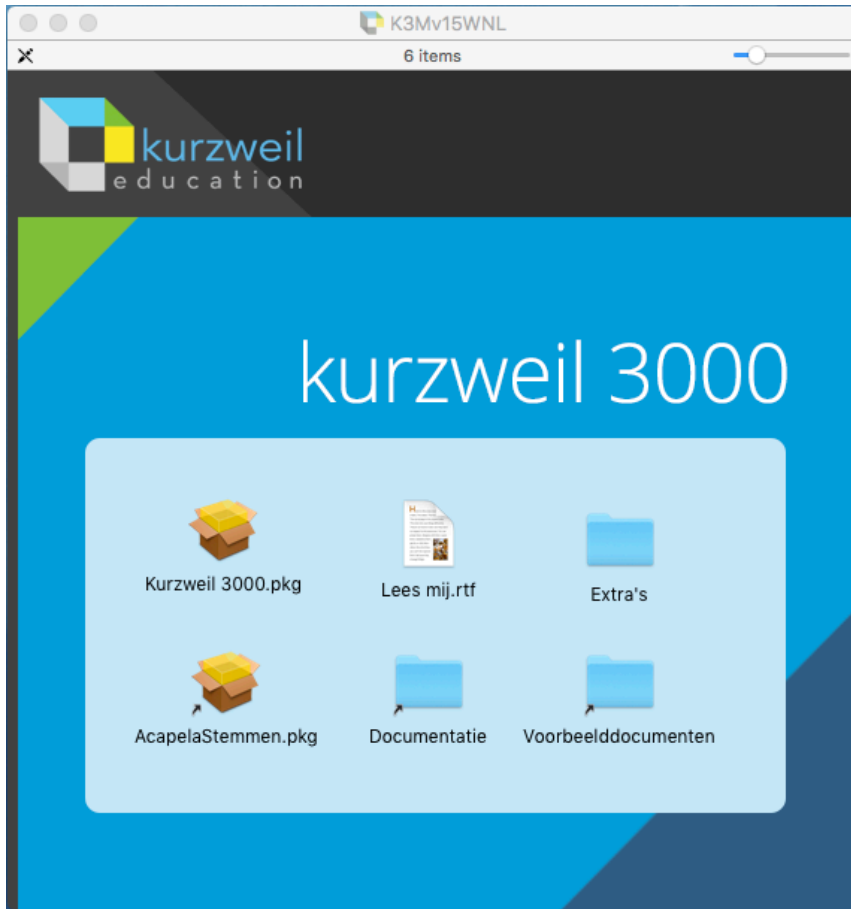 K3Mv15WNL
6 items
kurzweil
education
kurzweil 3000
Kurzweil 3000.pkg
Lees mij.rtf
Extra's
AcapelaStemmen.pkg
Documentatie
Voorbeelddocumenten